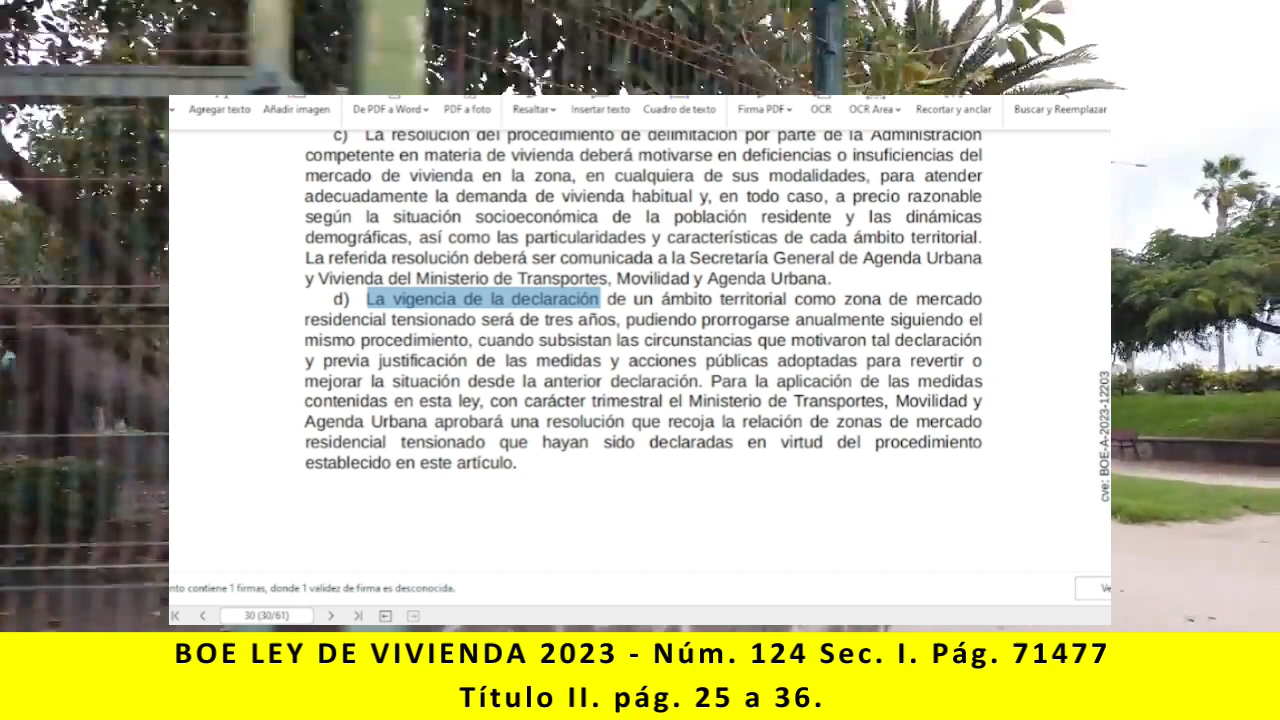 Agregar texto Añadir imagen De PDF a Word PDF a foto Resaltar Insertar texto Cuadro de texto Firma PDF OCR OCR Area Recortar y anclar Buscar y Reemplazar
c) La resolución del procedimiento de delimitación por parte de la Administración
competente en materia de vivienda deberá motivarse en deficiencias o insuficiencias del
mercado de vivienda en la zona, en cualquiera de sus modalidades, para atender
adecuadamente la demanda de vivienda habitual y, en todo caso, a precio razonable
según la situación socioeconómica de la población residente y las dinámicas
demográficas, así como las particularidades y características de cada ámbito territorial.
La referida resolución deberá ser comunicada a la Secretaría General de Agenda Urbana
y Vivienda del Ministerio de Transportes, Movilidad y Agenda Urbana.
d) La vigencia de la declaración de un ámbito territorial como zona de mercado
residencial tensionado será de tres años, pudiendo prorrogarse anualmente siguiendo el
mismo procedimiento, cuando subsistan las circunstancias que motivaron tal declaración
y previa justificación de las medidas y acciones públicas adoptadas para revertir o
mejorar la situación desde la anterior declaración. Para la aplicación de las medidas
contenidas en esta ley, con carácter trimestral el Ministerio de Transportes, Movilidad y
Agenda Urbana aprobará una resolución que recoja la relación de zonas de mercado
residencial tensionado que hayan sido declaradas en virtud del procedimiento
establecido en este artículo.
cve: BOE-A-2023-12203
nto contiene 1 firmas, donde 1 validez de firma es desconocida.
Ve
30 (30/61)
BOE LEY DE VIVIENDA 2023 - Núm. 124 Sec. I. Pág. 71477
Título II. pág. 25 a 36.